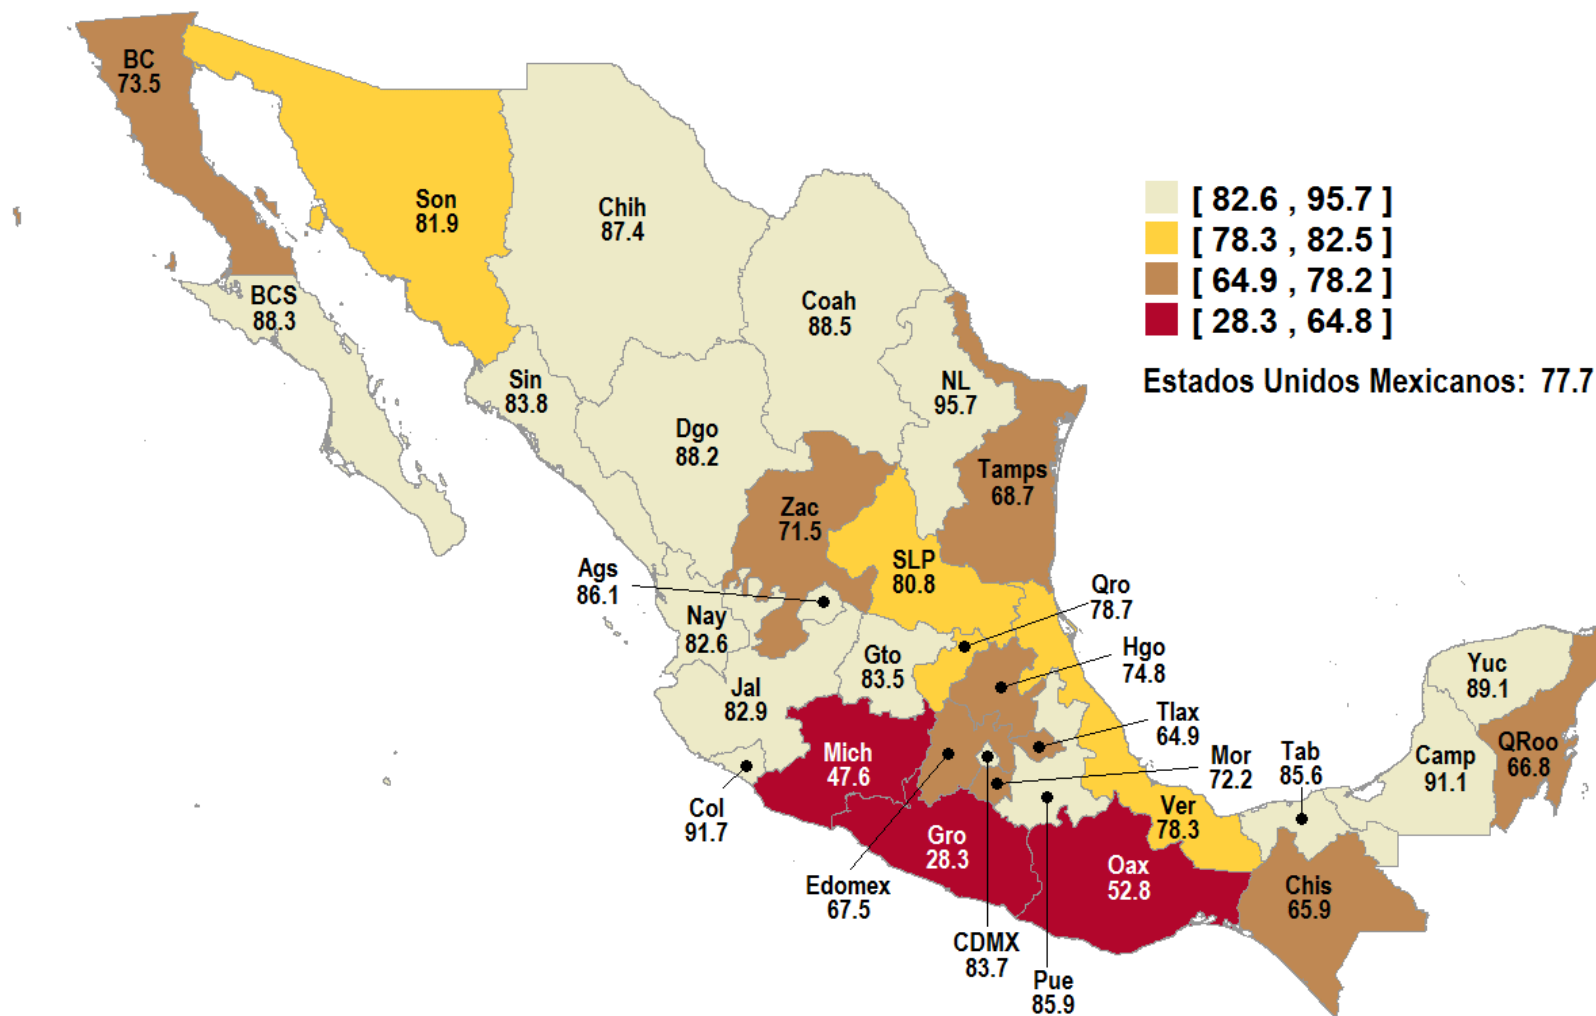 BC
73.5
Son
81.9
Chih
87.4
[ 82.6 , 95.7 ]
[ 78.3 , 82.5 ]
[ 64.9 , 78.2 ]
[ 28.3 , 64.8 ]
Estados Unidos Mexicanos: 77.7
BCS
88.3
Coah
88.5
Sin
83.8
NL
95.7
Dgo
88.2
Tamps
68.7
Zac
71.5
SLP
80.8
Ags
86.1
Qro
78.7
Nay
82.6
Hgo
74.8
Gto
83.5
Jal
82.9
Yuc
89.1
Tlax
64.9
Mich
47.6
Mor
72.2
Tab
85.6
Camp
91.1
QRoo
66.8
Col
91.7
Ver
78.3
Gro
28.3
Oax
52.8
Edomex
67.5
Chis
65.9
CDMX
83.7
Pue
85.9